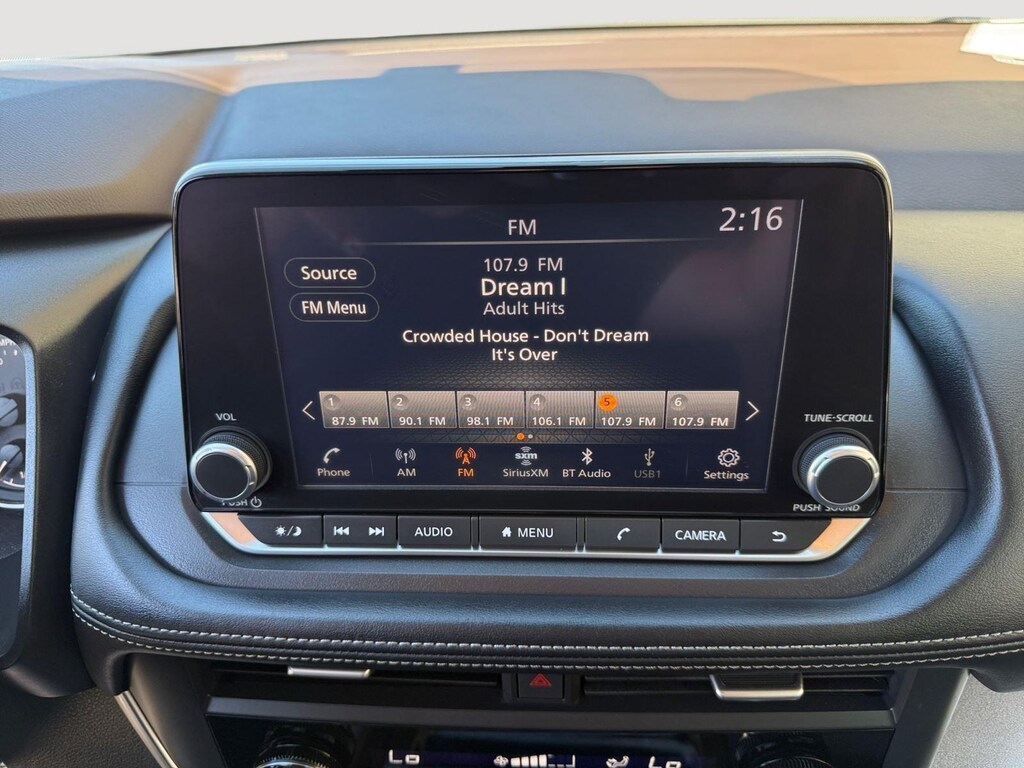 FM
2:16
Source
107.9 FM
Dream I
FM Menu
Adult Hits
Crowded House - Don't Dream
It's Over
1 2 3 4 5 6
87.9 FM 90.1 FM 98.1 FM 106.1 FM 107.9 FM 107.9 FM
Phone AM FM sxm SiriusXM BT Audio USB1 Settings
VOL
PUSH
TUNE·SCROLL
PUSH SOUND
AUDIO MENU CAMERA
MPH
Lo Lo